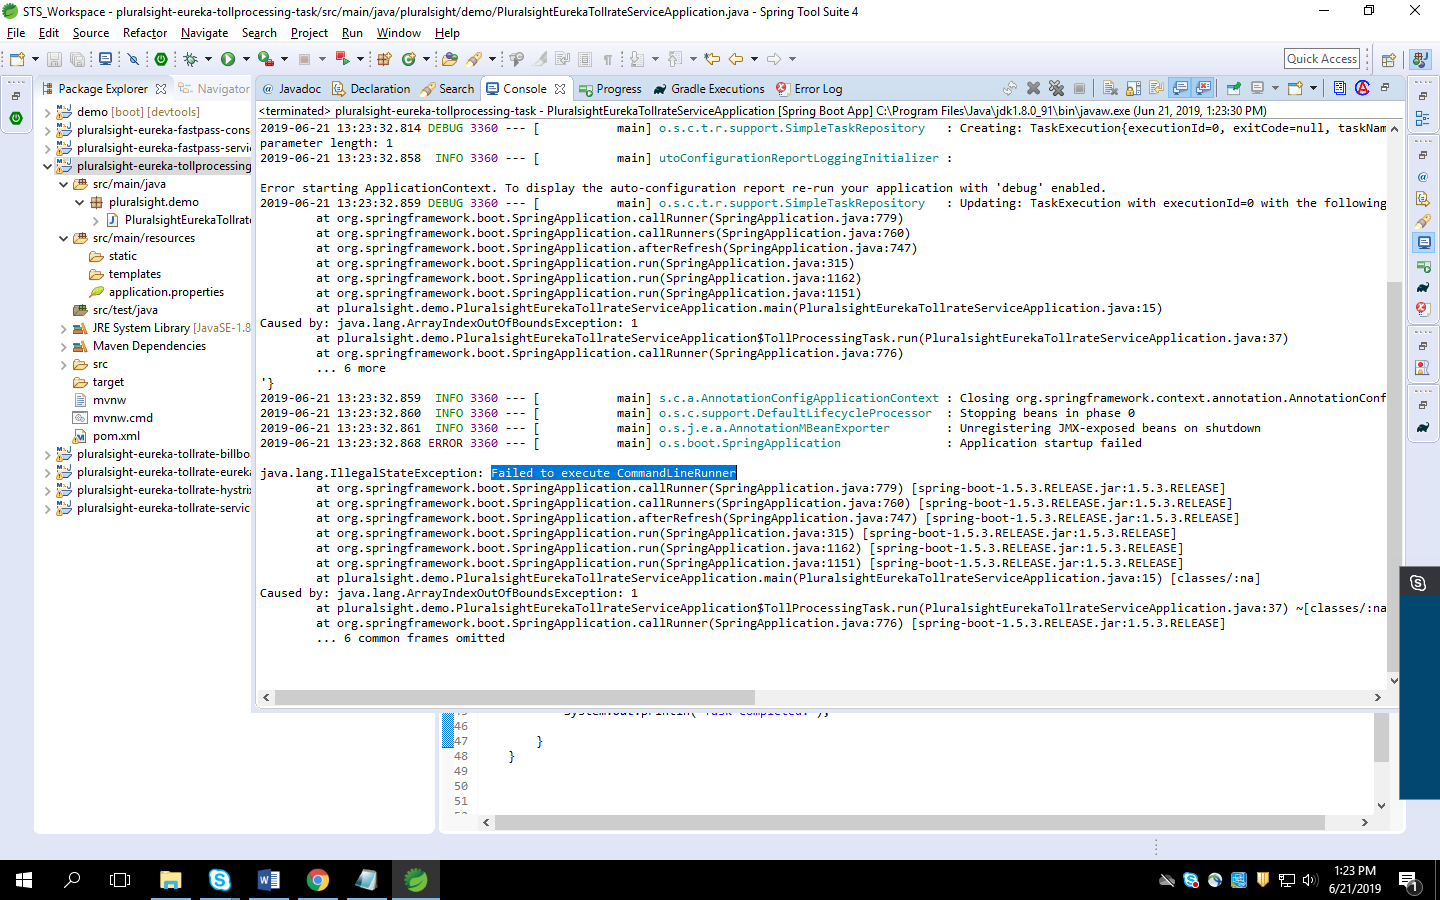 STS_Workspace - pluralsight-eureka-tollprocessing-task/src/main/java/pluralsight/demo/PluralsightEurekaTollrateServiceApplication.java - Spring Tool Suite 4
File Edit Source Refactor Navigate Search Project Run Window Help
Quick Access
Package Explorer Navigator
demo [boot] [devtools]
pluralsight-eureka-fastpass-cons
pluralsight-eureka-fastpass-servic
pluralsight-eureka-tollprocessing
src/main/java
pluralsight.demo
PluralsightEurekaTollrate
src/main/resources
static
templates
application.properties
src/test/java
JRE System Library [JavaSE-1.8
Maven Dependencies
src
target
mvnw
mvnw.cmd
pom.xml
pluralsight-eureka-tollrate-billbo
pluralsight-eureka-tollrate-eureka
pluralsight-eureka-tollrate-hystrix
pluralsight-eureka-tollrate-service
@ Javadoc Declaration Search Console Progress Gradle Executions Error Log
<terminated> pluralsight-eureka-tollprocessing-task - PluralsightEurekaTollrateServiceApplication [Spring Boot App] C:\Program Files\Java\jdk1.8.0_91\bin\javaw.exe (Jun 21, 2019, 1:23:30 PM)
2019-06-21 13:23:32.814 DEBUG 3360 --- [           main] o.s.c.t.r.support.SimpleTaskRepository   : Creating: TaskExecution{executionId=0, exitCode=null, taskNam
parameter length: 1
2019-06-21 13:23:32.858  INFO 3360 --- [           main] utoConfigurationReportLoggingInitializer :
Error starting ApplicationContext. To display the auto-configuration report re-run your application with 'debug' enabled.
2019-06-21 13:23:32.859 DEBUG 3360 --- [           main] o.s.c.t.r.support.SimpleTaskRepository   : Updating: TaskExecution with executionId=0 with the following
at org.springframework.boot.SpringApplication.callRunner(SpringApplication.java:779)
at org.springframework.boot.SpringApplication.callRunners(SpringApplication.java:760)
at org.springframework.boot.SpringApplication.afterRefresh(SpringApplication.java:747)
at org.springframework.boot.SpringApplication.run(SpringApplication.java:315)
at org.springframework.boot.SpringApplication.run(SpringApplication.java:1162)
at org.springframework.boot.SpringApplication.run(SpringApplication.java:1151)
at pluralsight.demo.PluralsightEurekaTollrateServiceApplication.main(PluralsightEurekaTollrateServiceApplication.java:15)
Caused by: java.lang.ArrayIndexOutOfBoundsException: 1
at pluralsight.demo.PluralsightEurekaTollrateServiceApplication$TollProcessingTask.run(PluralsightEurekaTollrateServiceApplication.java:37)
at org.springframework.boot.SpringApplication.callRunner(SpringApplication.java:776)
... 6 more
'}
2019-06-21 13:23:32.859  INFO 3360 --- [           main] s.c.a.AnnotationConfigApplicationContext : Closing org.springframework.context.annotation.AnnotationConf
2019-06-21 13:23:32.860  INFO 3360 --- [           main] o.s.c.support.DefaultLifecycleProcessor  : Stopping beans in phase 0
2019-06-21 13:23:32.861  INFO 3360 --- [           main] o.s.j.e.a.AnnotationMBeanExporter        : Unregistering JMX-exposed beans on shutdown
2019-06-21 13:23:32.868 ERROR 3360 --- [           main] o.s.boot.SpringApplication               : Application startup failed
java.lang.IllegalStateException: Failed to execute CommandLineRunner
at org.springframework.boot.SpringApplication.callRunner(SpringApplication.java:779) [spring-boot-1.5.3.RELEASE.jar:1.5.3.RELEASE]
at org.springframework.boot.SpringApplication.callRunners(SpringApplication.java:760) [spring-boot-1.5.3.RELEASE.jar:1.5.3.RELEASE]
at org.springframework.boot.SpringApplication.afterRefresh(SpringApplication.java:747) [spring-boot-1.5.3.RELEASE.jar:1.5.3.RELEASE]
at org.springframework.boot.SpringApplication.run(SpringApplication.java:315) [spring-boot-1.5.3.RELEASE.jar:1.5.3.RELEASE]
at org.springframework.boot.SpringApplication.run(SpringApplication.java:1162) [spring-boot-1.5.3.RELEASE.jar:1.5.3.RELEASE]
at org.springframework.boot.SpringApplication.run(SpringApplication.java:1151) [spring-boot-1.5.3.RELEASE.jar:1.5.3.RELEASE]
at pluralsight.demo.PluralsightEurekaTollrateServiceApplication.main(PluralsightEurekaTollrateServiceApplication.java:15) [classes/:na]
Caused by: java.lang.ArrayIndexOutOfBoundsException: 1
at pluralsight.demo.PluralsightEurekaTollrateServiceApplication$TollProcessingTask.run(PluralsightEurekaTollrateServiceApplication.java:37) ~[classes/:na
at org.springframework.boot.SpringApplication.callRunner(SpringApplication.java:776) [spring-boot-1.5.3.RELEASE.jar:1.5.3.RELEASE]
... 6 common frames omitted
46
47 }
48 }
49
50
51
1:23 PM
6/21/2019
1